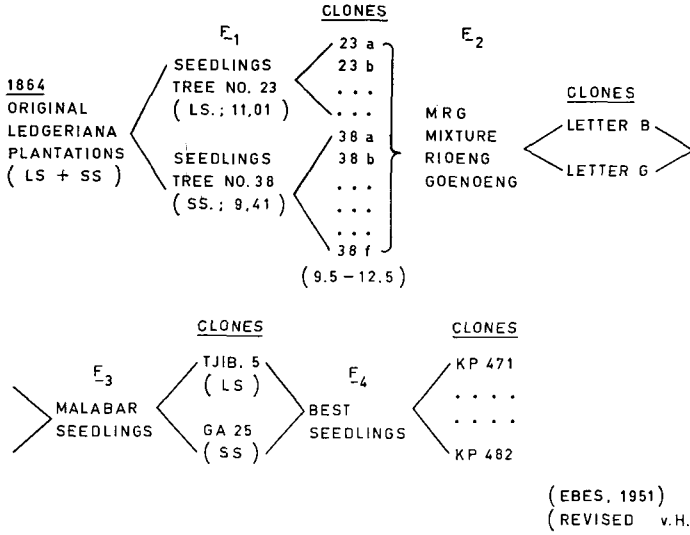 1864
ORIGINAL
LEDGERIANA
PLANTATIONS
( LS + SS )
F1
SEEDLINGS
TREE NO. 23
( LS. ; 11,01 )
SEEDLINGS
TREE NO. 38
( SS. ; 9,41 )
CLONES
23 a
23 b
. . .
. . .
38 a
38 b
. . .
. . .
. . .
38 f
( 9.5 – 12.5 )
F2
MRG
MIXTURE
RIOENG
GOENOENG
CLONES
LETTER B
LETTER G
F3
MALABAR
SEEDLINGS
CLONES
TJIB. 5
( LS )
GA 25
( SS )
F4
BEST
SEEDLINGS
CLONES
KP 471
. . . .
. . . .
KP 482
( EBES, 1951 )
( REVISED v.H.